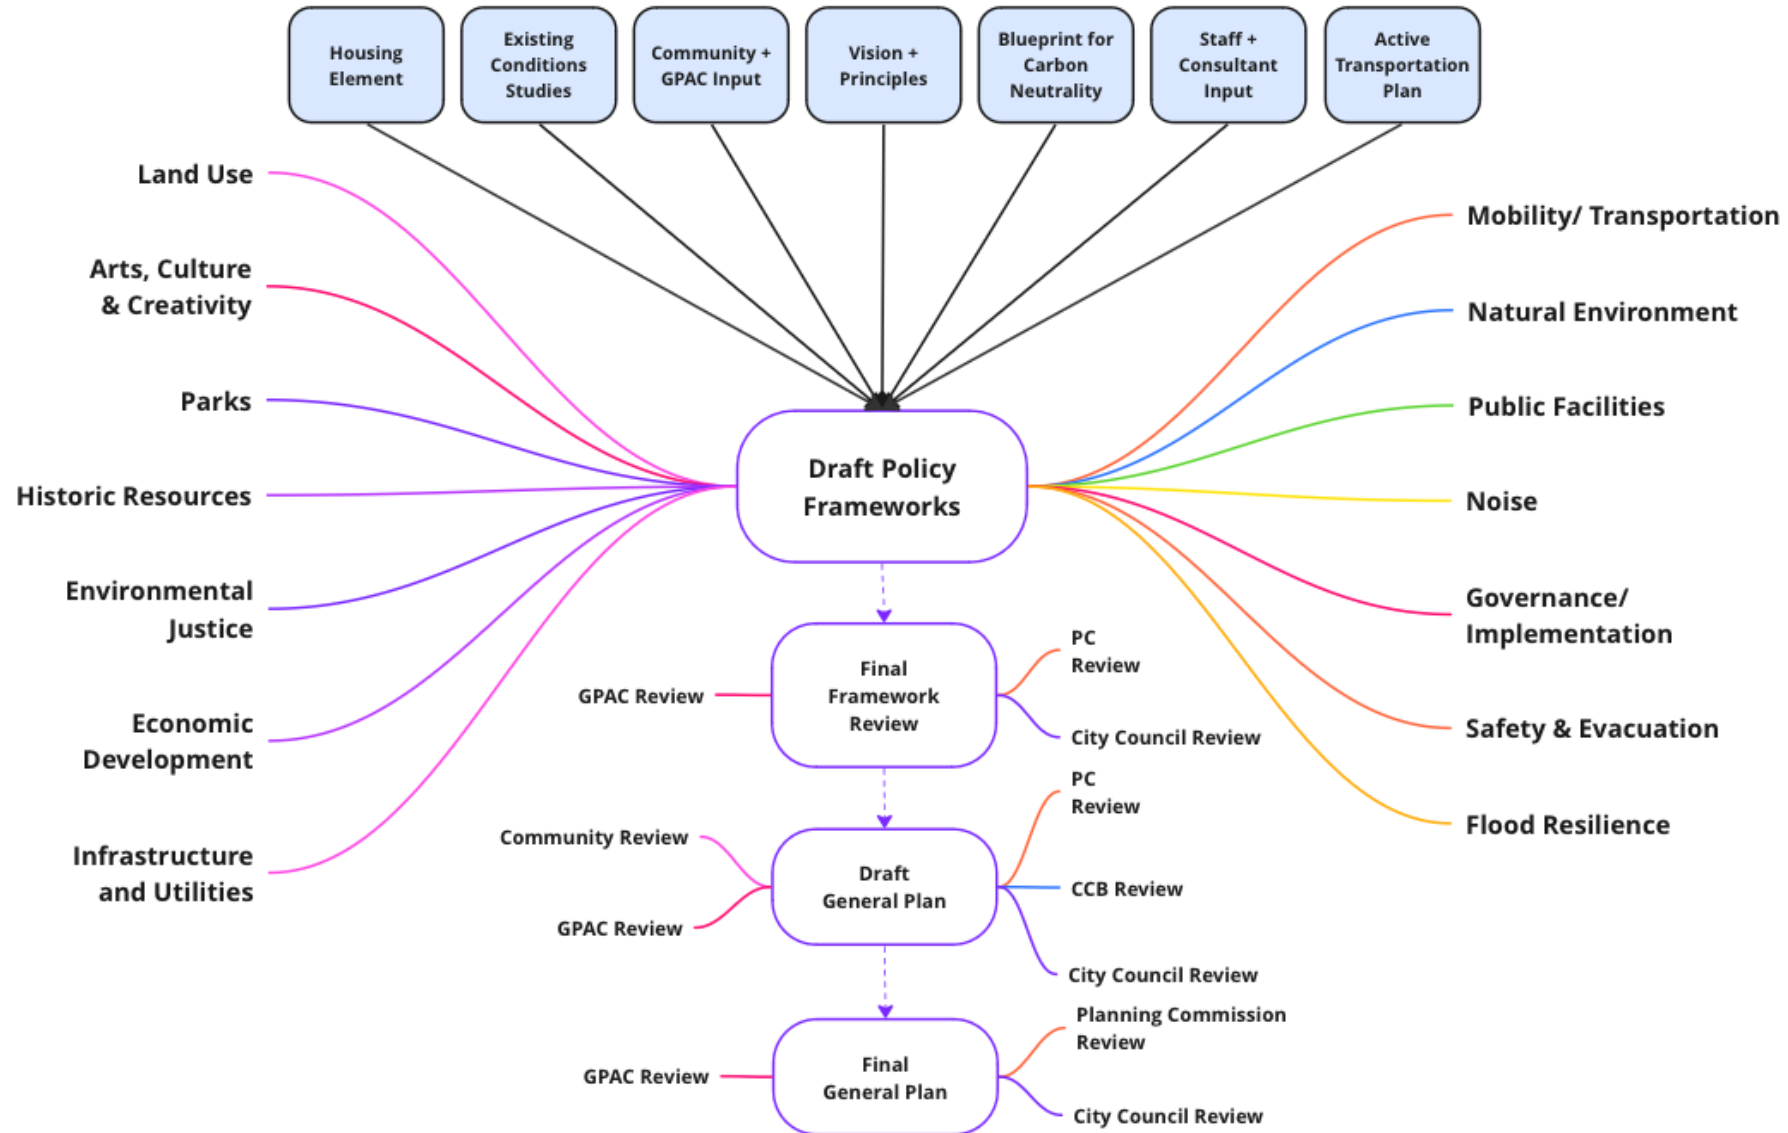 Housing
Element
Existing
Conditions
Studies
Community +
GPAC Input
Vision +
Principles
Blueprint for
Carbon
Neutrality
Staff +
Consultant
Input
Active
Transportation
Plan
Land Use
Arts, Culture
& Creativity
Parks
Historic Resources
Environmental
Justice
Economic
Development
Infrastructure
and Utilities
Draft Policy
Frameworks
Mobility/ Transportation
Natural Environment
Public Facilities
Noise
Governance/
Implementation
Safety & Evacuation
Flood Resilience
GPAC Review
Final
Framework
Review
PC
Review
City Council Review
Community Review
GPAC Review
Draft
General Plan
PC
Review
CCB Review
City Council Review
GPAC Review
Final
General Plan
Planning Commission
Review
City Council Review